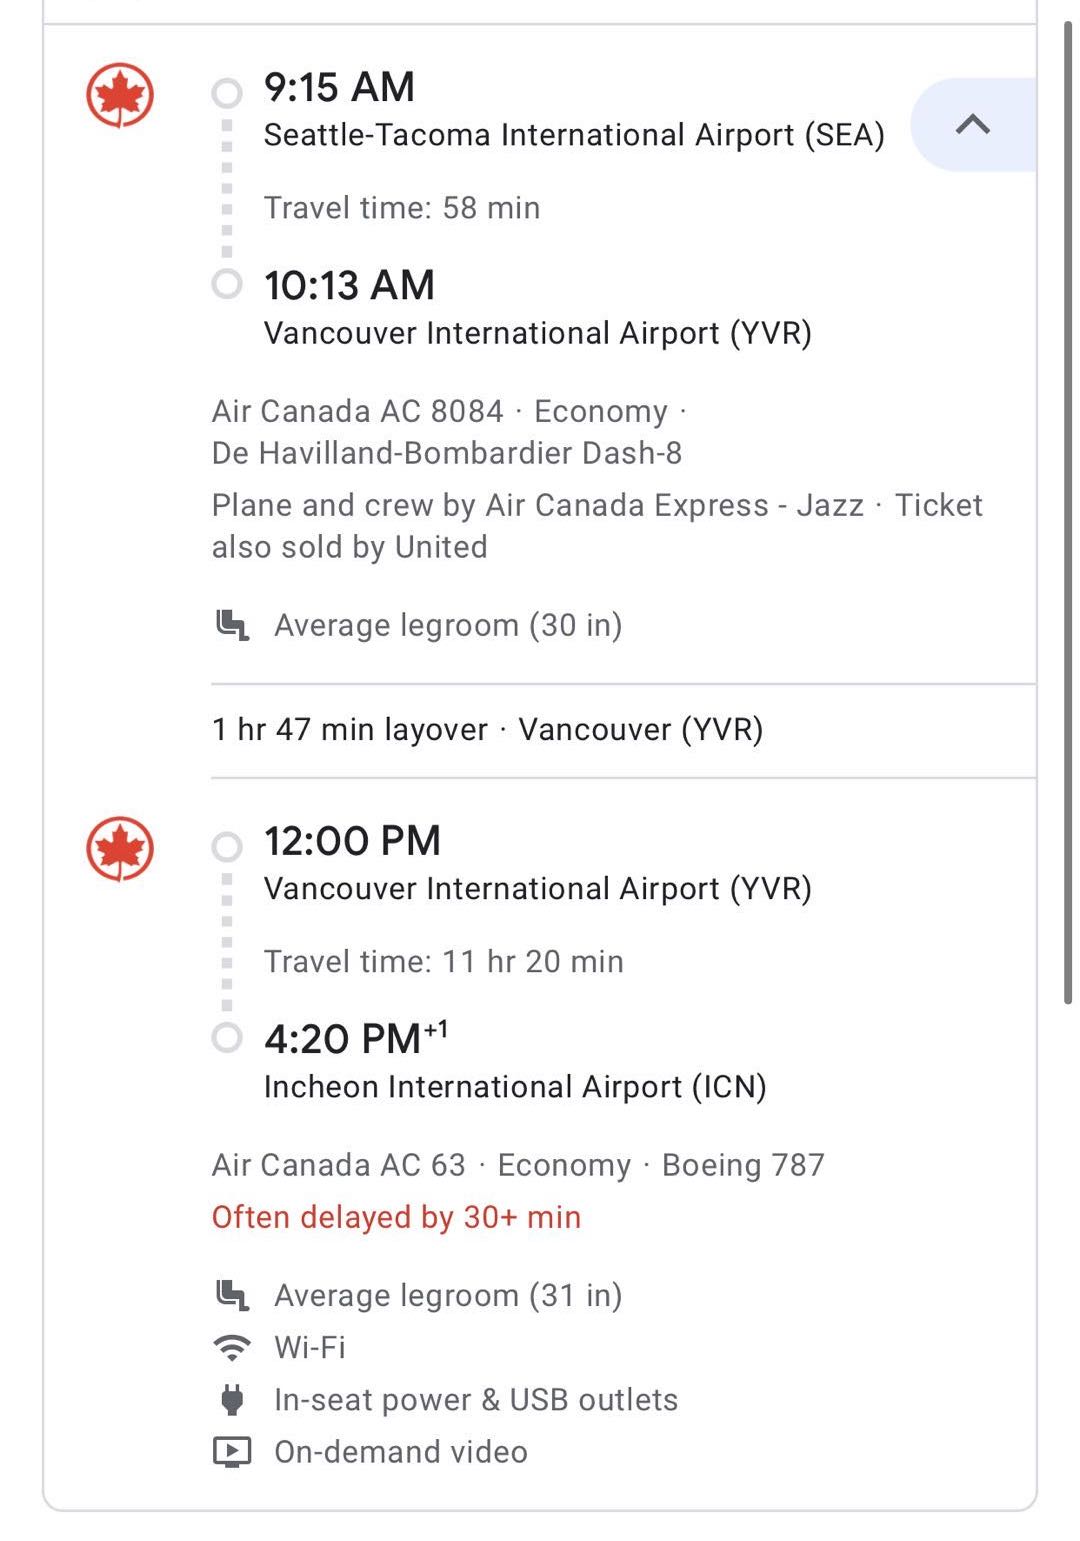 9:15 AM
Seattle-Tacoma International Airport (SEA)
Travel time: 58 min
10:13 AM
Vancouver International Airport (YVR)
Air Canada AC 8084 · Economy ·
De Havilland-Bombardier Dash-8
Plane and crew by Air Canada Express - Jazz · Ticket
also sold by United
Average legroom (30 in)
1 hr 47 min layover · Vancouver (YVR)
12:00 PM
Vancouver International Airport (YVR)
Travel time: 11 hr 20 min
4:20 PM+1
Incheon International Airport (ICN)
Air Canada AC 63 · Economy · Boeing 787
Often delayed by 30+ min
Average legroom (31 in)
Wi-Fi
In-seat power & USB outlets
On-demand video